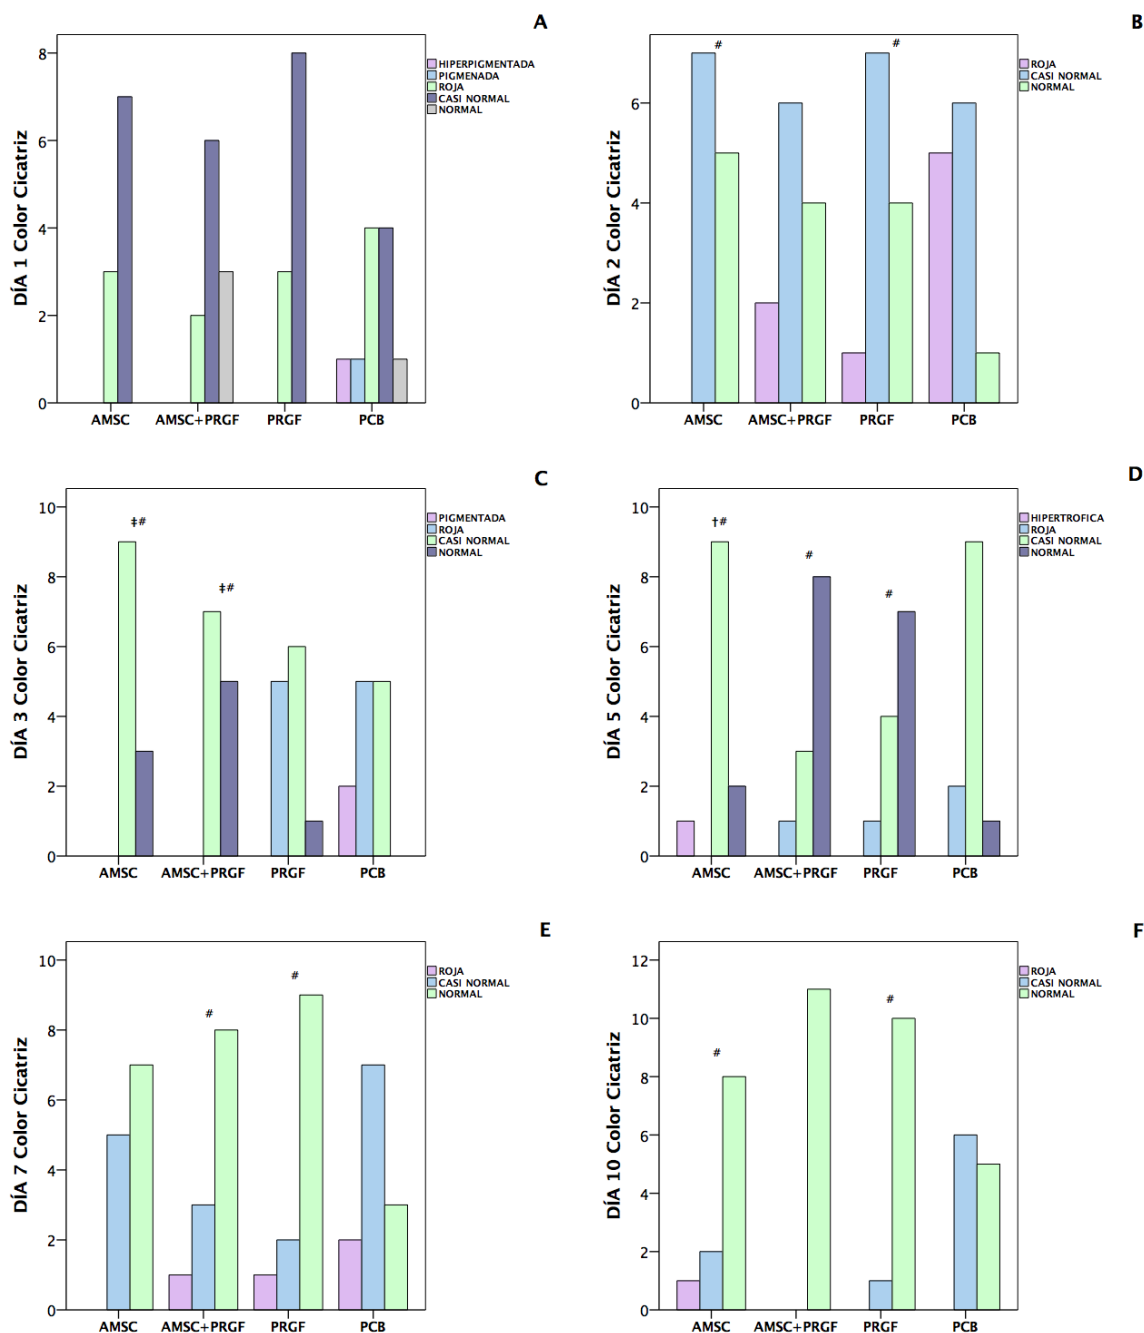 A
DÍA 1 Color Cicatriz
8
6
4
2
0
AMSC
AMSC+PRGF
PRGF
PCB
HIPERPIGMENTADA
PIGMENADA
ROJA
CASI NORMAL
NORMAL
B
DÍA 2 Color Cicatriz
6
4
2
0
#
#
AMSC
AMSC+PRGF
PRGF
PCB
ROJA
CASI NORMAL
NORMAL
C
DÍA 3 Color Cicatriz
10
8
6
4
2
0
‡#
‡#
AMSC
AMSC+PRGF
PRGF
PCB
PIGMENTADA
ROJA
CASI NORMAL
NORMAL
D
DÍA 5 Color Cicatriz
10
8
6
4
2
0
†#
#
#
AMSC
AMSC+PRGF
PRGF
PCB
HIPERTROFICA
ROJA
CASI NORMAL
NORMAL
E
DÍA 7 Color Cicatriz
10
8
6
4
2
0
#
#
AMSC
AMSC+PRGF
PRGF
PCB
ROJA
CASI NORMAL
NORMAL
F
DÍA 10 Color Cicatriz
12
10
8
6
4
2
0
#
#
AMSC
AMSC+PRGF
PRGF
PCB
ROJA
CASI NORMAL
NORMAL